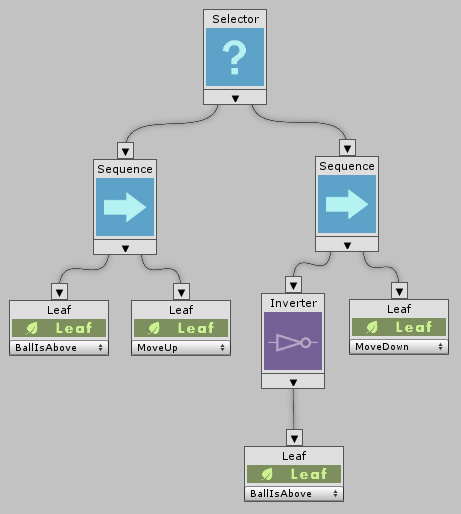 Selector
?
Sequence
Sequence
Leaf
Leaf
BallIsAbove
Leaf
Leaf
MoveUp
Inverter
Leaf
Leaf
MoveDown
Leaf
Leaf
BallIsAbove